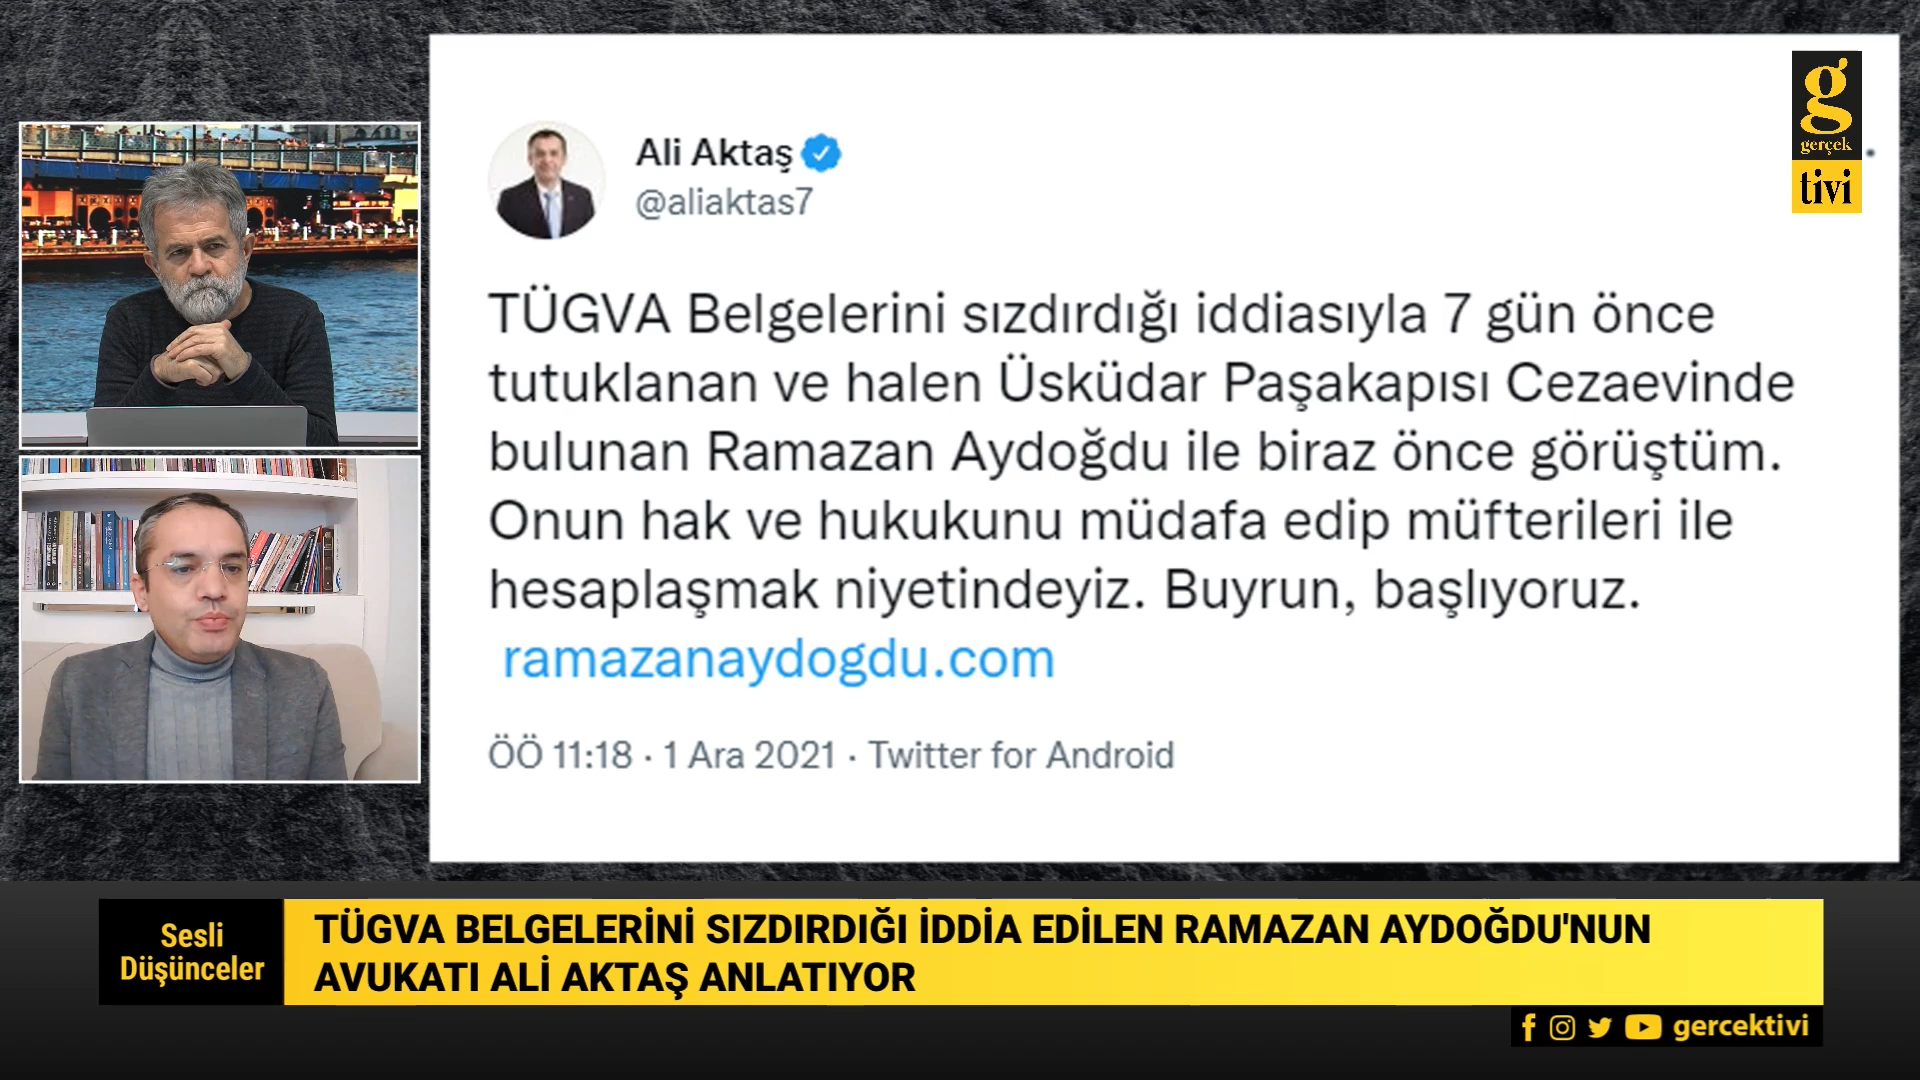 g
gerçek
tivi
Ali Aktaş
@aliaktas7
TÜGVA Belgelerini sızdırdığı iddiasıyla 7 gün önce
tutuklanan ve halen Üsküdar Paşakapısı Cezaevinde
bulunan Ramazan Aydoğdu ile biraz önce görüştüm.
Onun hak ve hukukunu müdafa edip müfterileri ile
hesaplaşmak niyetindeyiz. Buyrun, başlıyoruz.
ramazanaydogdu.com
ÖÖ 11:18 · 1 Ara 2021 · Twitter for Android
Sesli
Düşünceler
TÜGVA BELGELERİNİ SIZDIRDIĞI İDDİA EDİLEN RAMAZAN AYDOĞDU'NUN
AVUKATI ALİ AKTAŞ ANLATIYOR
gercektivi